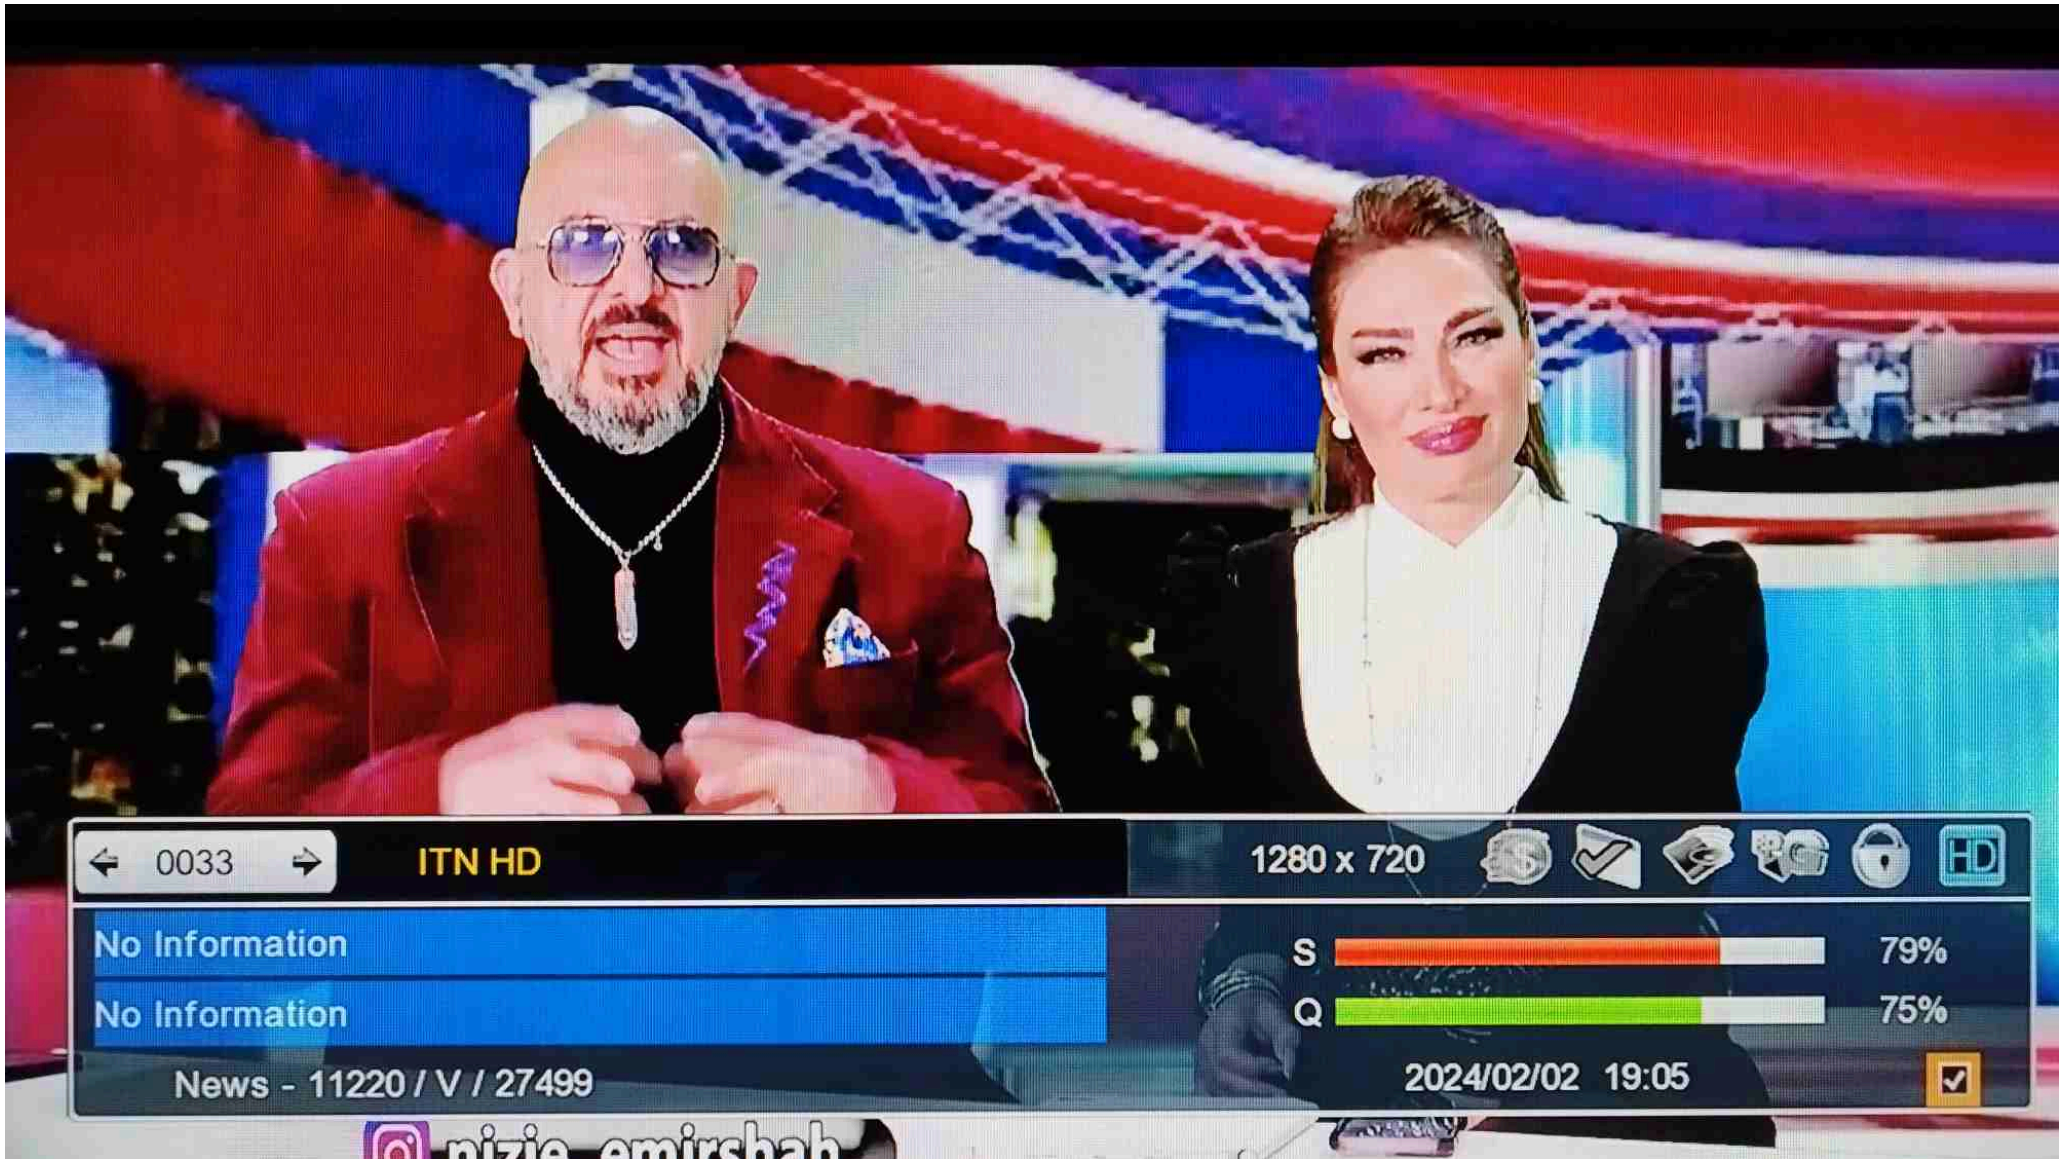 0033
ITN HD
1280 x 720
HD
No Information
No Information
S 79%
Q 75%
News - 11220 / V / 27499
2024/02/02 19:05
nizie_emirshah